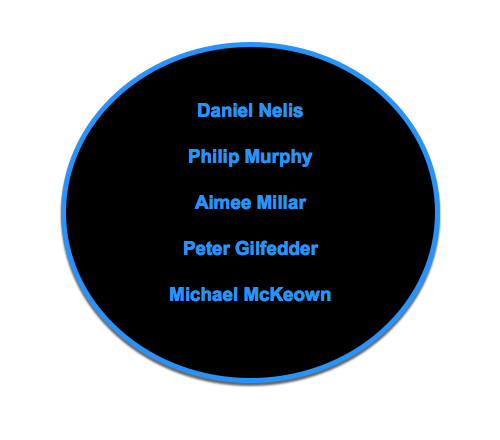 Daniel Nelis
Philip Murphy
Aimee Millar
Peter Gilfedder
Michael McKeown